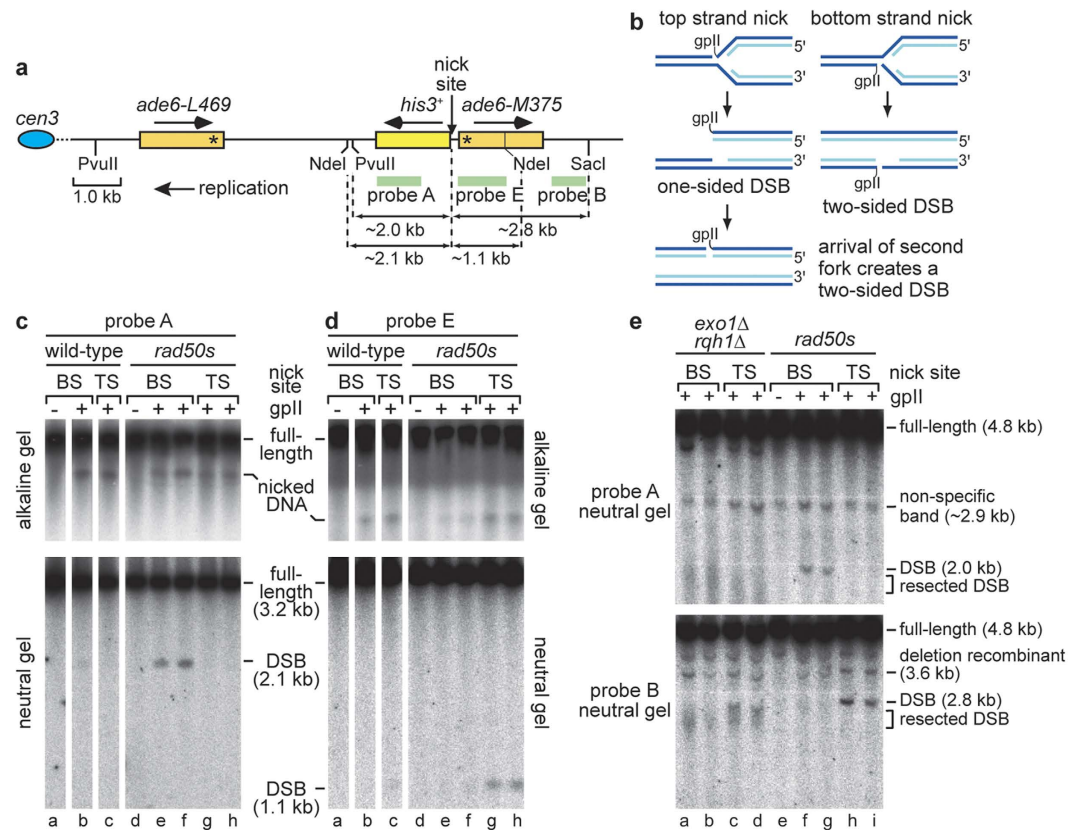 a
cen3
ade6-L469
his3+
nick
site
ade6-M375
*
*
PvuII
NdeI
PvuII
NdeI
SacI
1.0 kb
replication
probe A
probe E
probe B
~2.0 kb
~2.8 kb
~2.1 kb
~1.1 kb
b
top strand nick
bottom strand nick
gpII
5'
3'
gpII
5'
3'
gpII
5'
3'
one-sided DSB
5'
gpII
3'
two-sided DSB
gpII
5'
3'
arrival of second
fork creates a
two-sided DSB
c
probe A
wild-type
rad50s
BS
TS
BS
TS
nick
site
- + + - + + + +
gpII
alkaline gel
full-
length
nicked
DNA
neutral gel
full-
length
(3.2 kb)
DSB
(2.1 kb)
DSB
(1.1 kb)
a b c d e f g h
d
probe E
wild-type
rad50s
BS
TS
BS
TS
- + + - + + + +
alkaline gel
neutral gel
a b c d e f g h
e
exo1Δ
rqh1Δ
rad50s
BS
TS
BS
TS
nick site
+ + + + - + + + +
gpII
probe A
neutral gel
full-length (4.8 kb)
non-specific
band (~2.9 kb)
DSB (2.0 kb)
resected DSB
probe B
neutral gel
full-length (4.8 kb)
deletion recombinant
(3.6 kb)
DSB (2.8 kb)
resected DSB
a b c d e f g h i